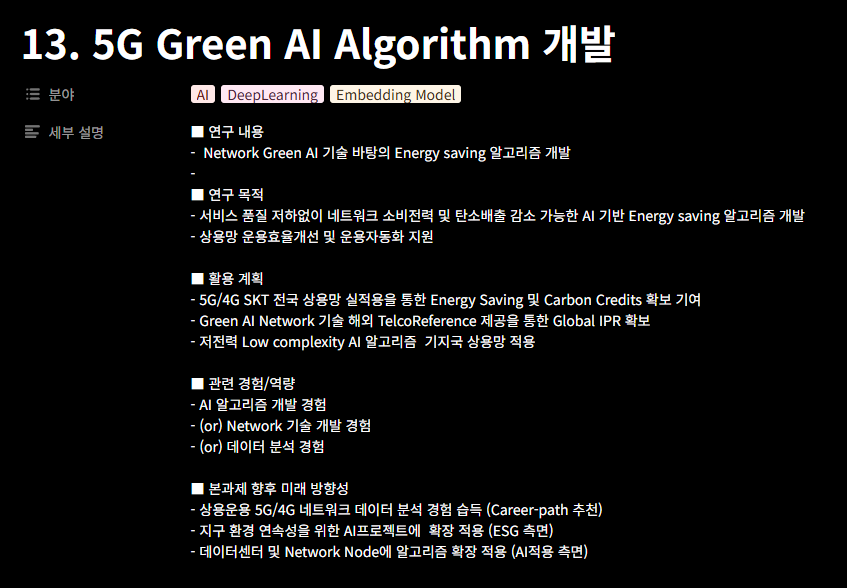 13. 5G Green AI Algorithm 개발
분야
AI DeepLearning Embedding Model
세부 설명
■ 연구 내용
- Network Green AI 기술 바탕의 Energy saving 알고리즘 개발
-
■ 연구 목적
- 서비스 품질 저하없이 네트워크 소비전력 및 탄소배출 감소 가능한 AI 기반 Energy saving 알고리즘 개발
- 상용망 운용효율개선 및 운용자동화 지원
■ 활용 계획
- 5G/4G SKT 전국 상용망 실적용을 통한 Energy Saving 및 Carbon Credits 확보 기여
- Green AI Network 기술 해외 TelcoReference 제공을 통한 Global IPR 확보
- 저전력 Low complexity AI 알고리즘 기지국 상용망 적용
■ 관련 경험/역량
- AI 알고리즘 개발 경험
- (or) Network 기술 개발 경험
- (or) 데이터 분석 경험
■ 본과제 향후 미래 방향성
- 상용운용 5G/4G 네트워크 데이터 분석 경험 습득 (Career-path 추천)
- 지구 환경 연속성을 위한 AI프로젝트에 확장 적용 (ESG 측면)
- 데이터센터 및 Network Node에 알고리즘 확장 적용 (AI적용 측면)